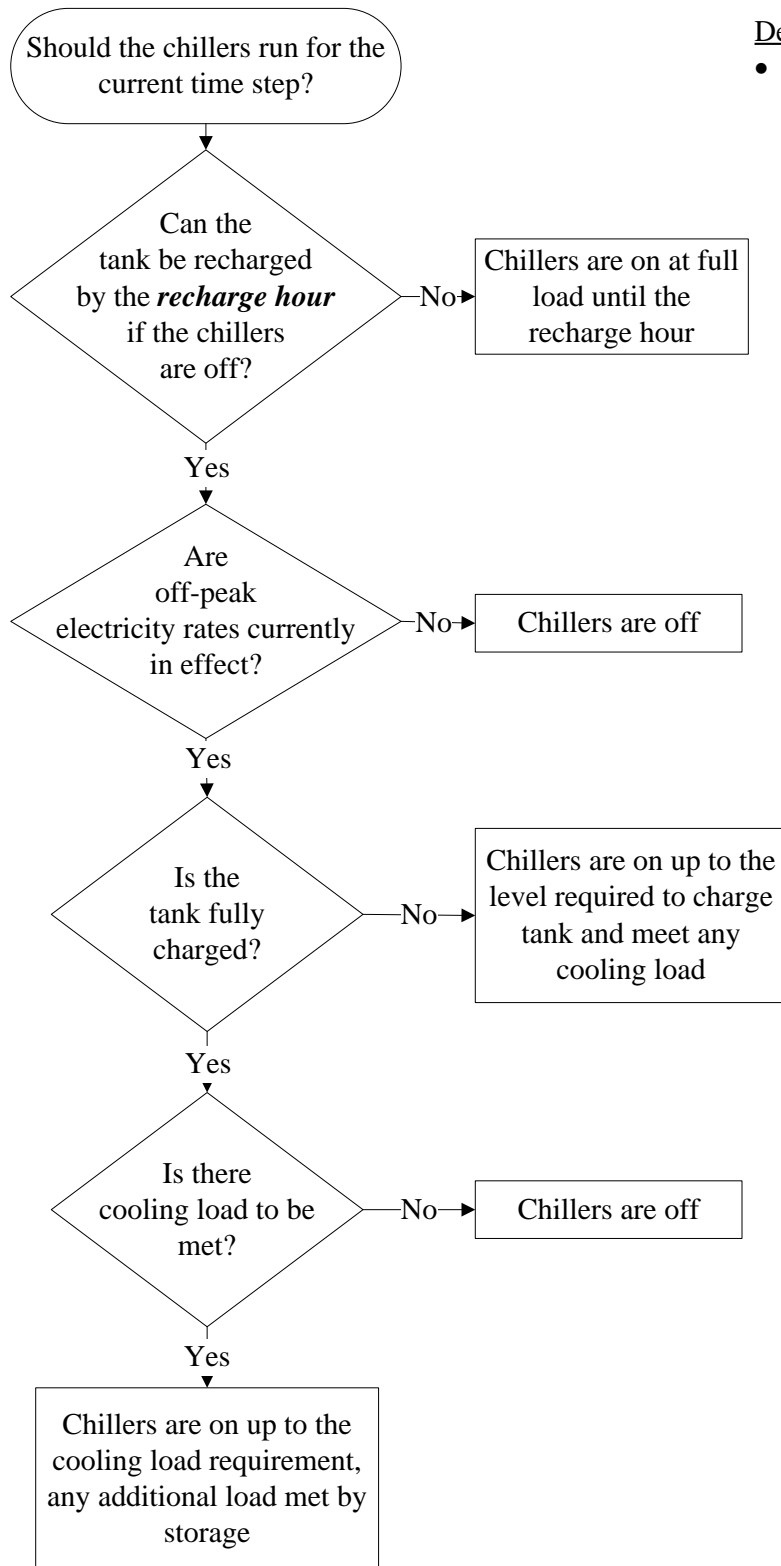 Should the chillers run for the
current time step?
De
•
Can the
tank be recharged
by the recharge hour
if the chillers
are off?
No
Chillers are on at full
load until the
recharge hour
Yes
Are
off-peak
electricity rates currently
in effect?
No
Chillers are off
Yes
Is the
tank fully
charged?
No
Chillers are on up to the
level required to charge
tank and meet any
cooling load
Yes
Is there
cooling load to be
met?
No
Chillers are off
Yes
Chillers are on up to the
cooling load requirement,
any additional load met by
storage